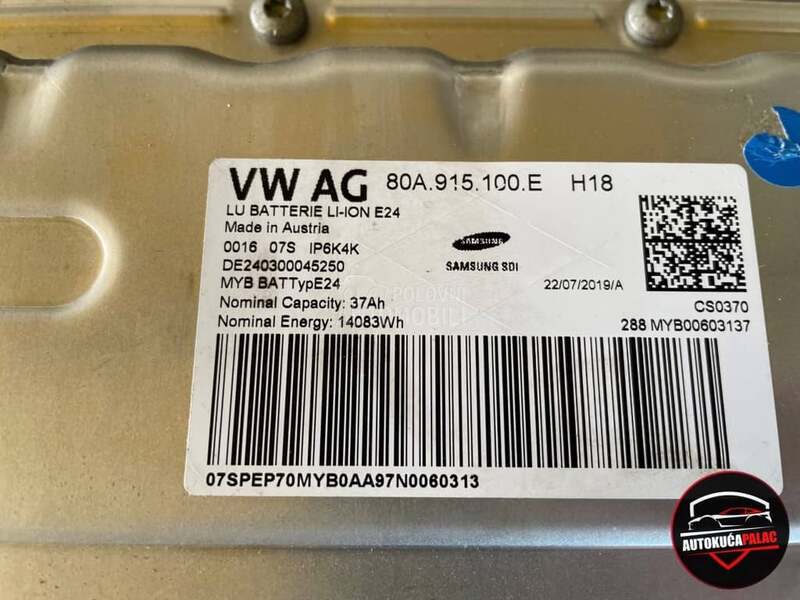 VW AG 80A.915.100.E H18
LU BATTERIE LI-ION E24
Made in Austria
0016 07S IP6K4K
DE240300045250
MYB BATTypE24
Nominal Capacity: 37Ah
Nominal Energy: 14083Wh
SAMSUNG
SAMSUNG SDI
22/07/2019/A
CS0370
288 MYB00603137
07SPEP70MYB0AA97N0060313
AUTOKUĆAPALAC